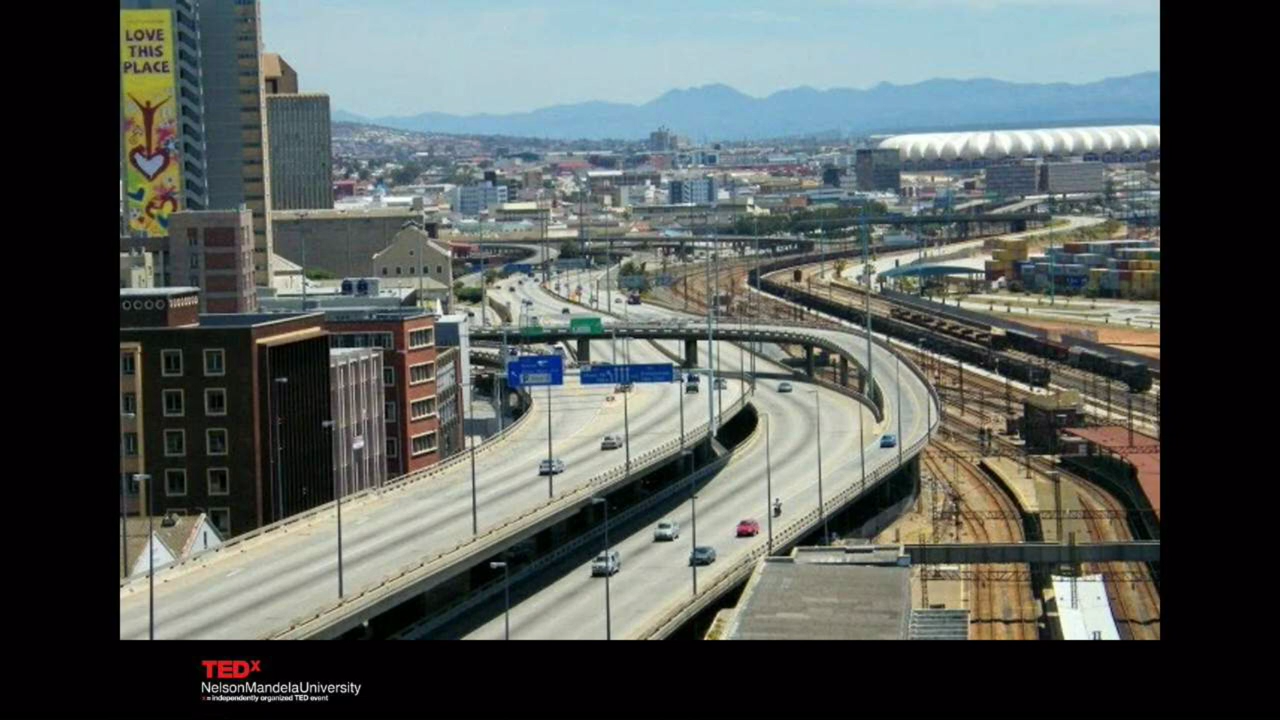 LOVE
THIS
PLACE
TEDx
NelsonMandelaUniversity
x = independently organized TED event